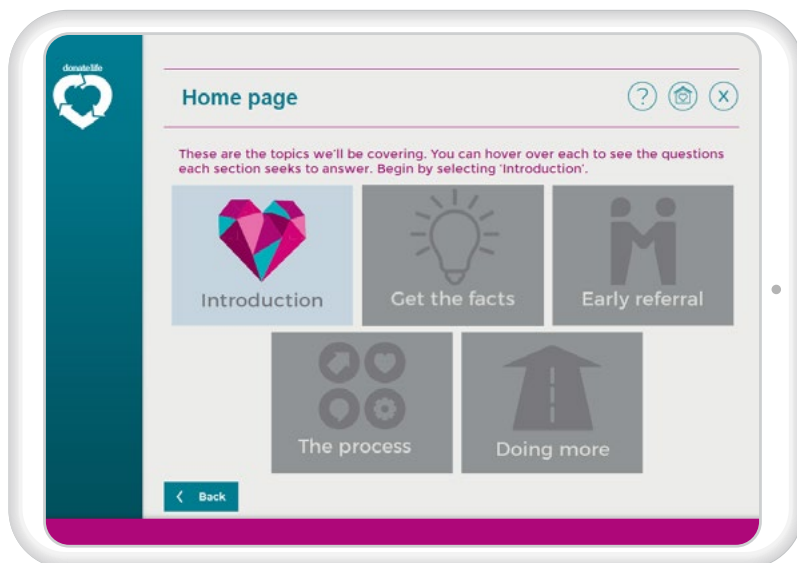 donatelife
Home page
?
X
These are the topics we'll be covering. You can hover over each to see the questions
each section seeks to answer. Begin by selecting 'Introduction'.
Introduction
Get the facts
Early referral
The process
Doing more
Back